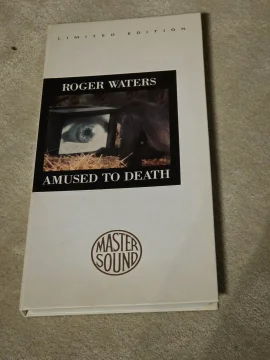 LIMITED EDITION
ROGER WATERS
AMUSED TO DEATH
MASTER
SOUND